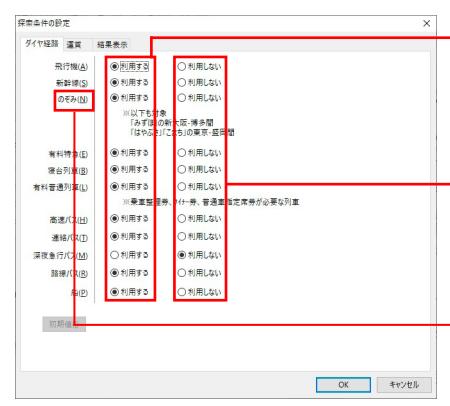 探索条件の設定
ダイヤ経路 運賃 結果表示
飛行機(A) 利用する 利用しない
新幹線(S) 利用する 利用しない
のぞみ(N) 利用する 利用しない
※以下も対象
「みずほ」の新大阪-博多間
「はやぶさ」「こまち」の東京-盛岡間
有料特急(E) 利用する 利用しない
寝台列車(B) 利用する 利用しない
有料普通列車(L) 利用する 利用しない
※乗車整理券、ライナー券、普通車指定席券が必要な列車
高速バス(H) 利用する 利用しない
連絡バス(T) 利用する 利用しない
深夜急行バス(M) 利用する 利用しない
路線バス(R) 利用する 利用しない
船(P) 利用する 利用しない
初期値
OK キャンセル